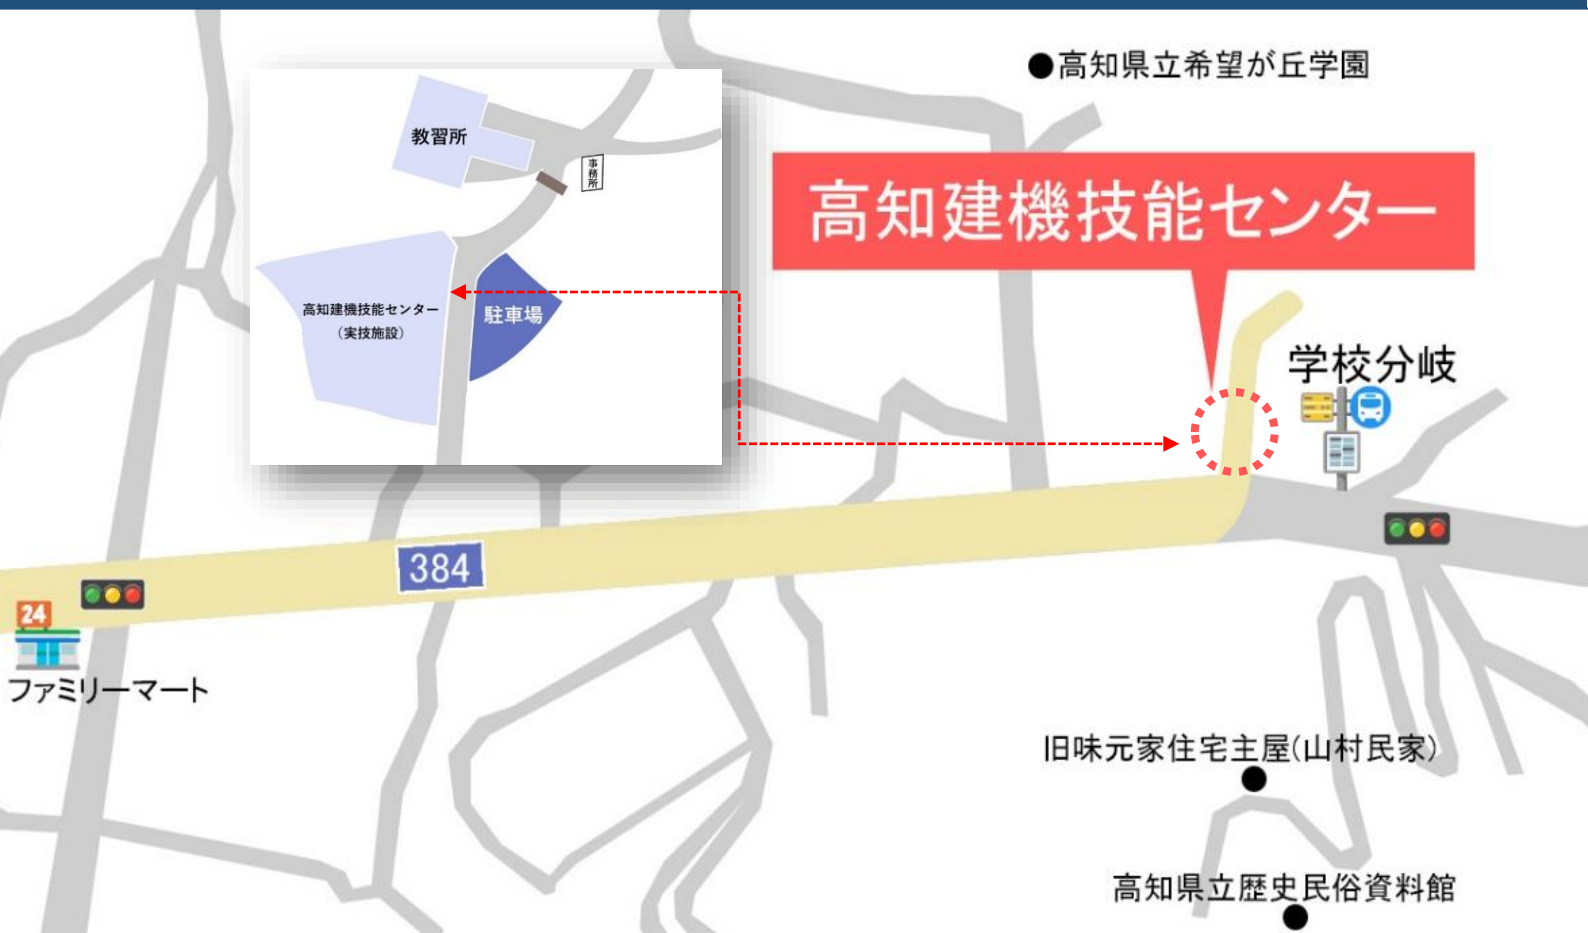 高知県立希望が丘学園
教習所
事務所
高知建機技能センター
高知建機技能センター
(実技施設)
駐車場
学校分岐
384
24
ファミリーマート
旧味元家住宅主屋(山村民家)
高知県立歴史民俗資料館